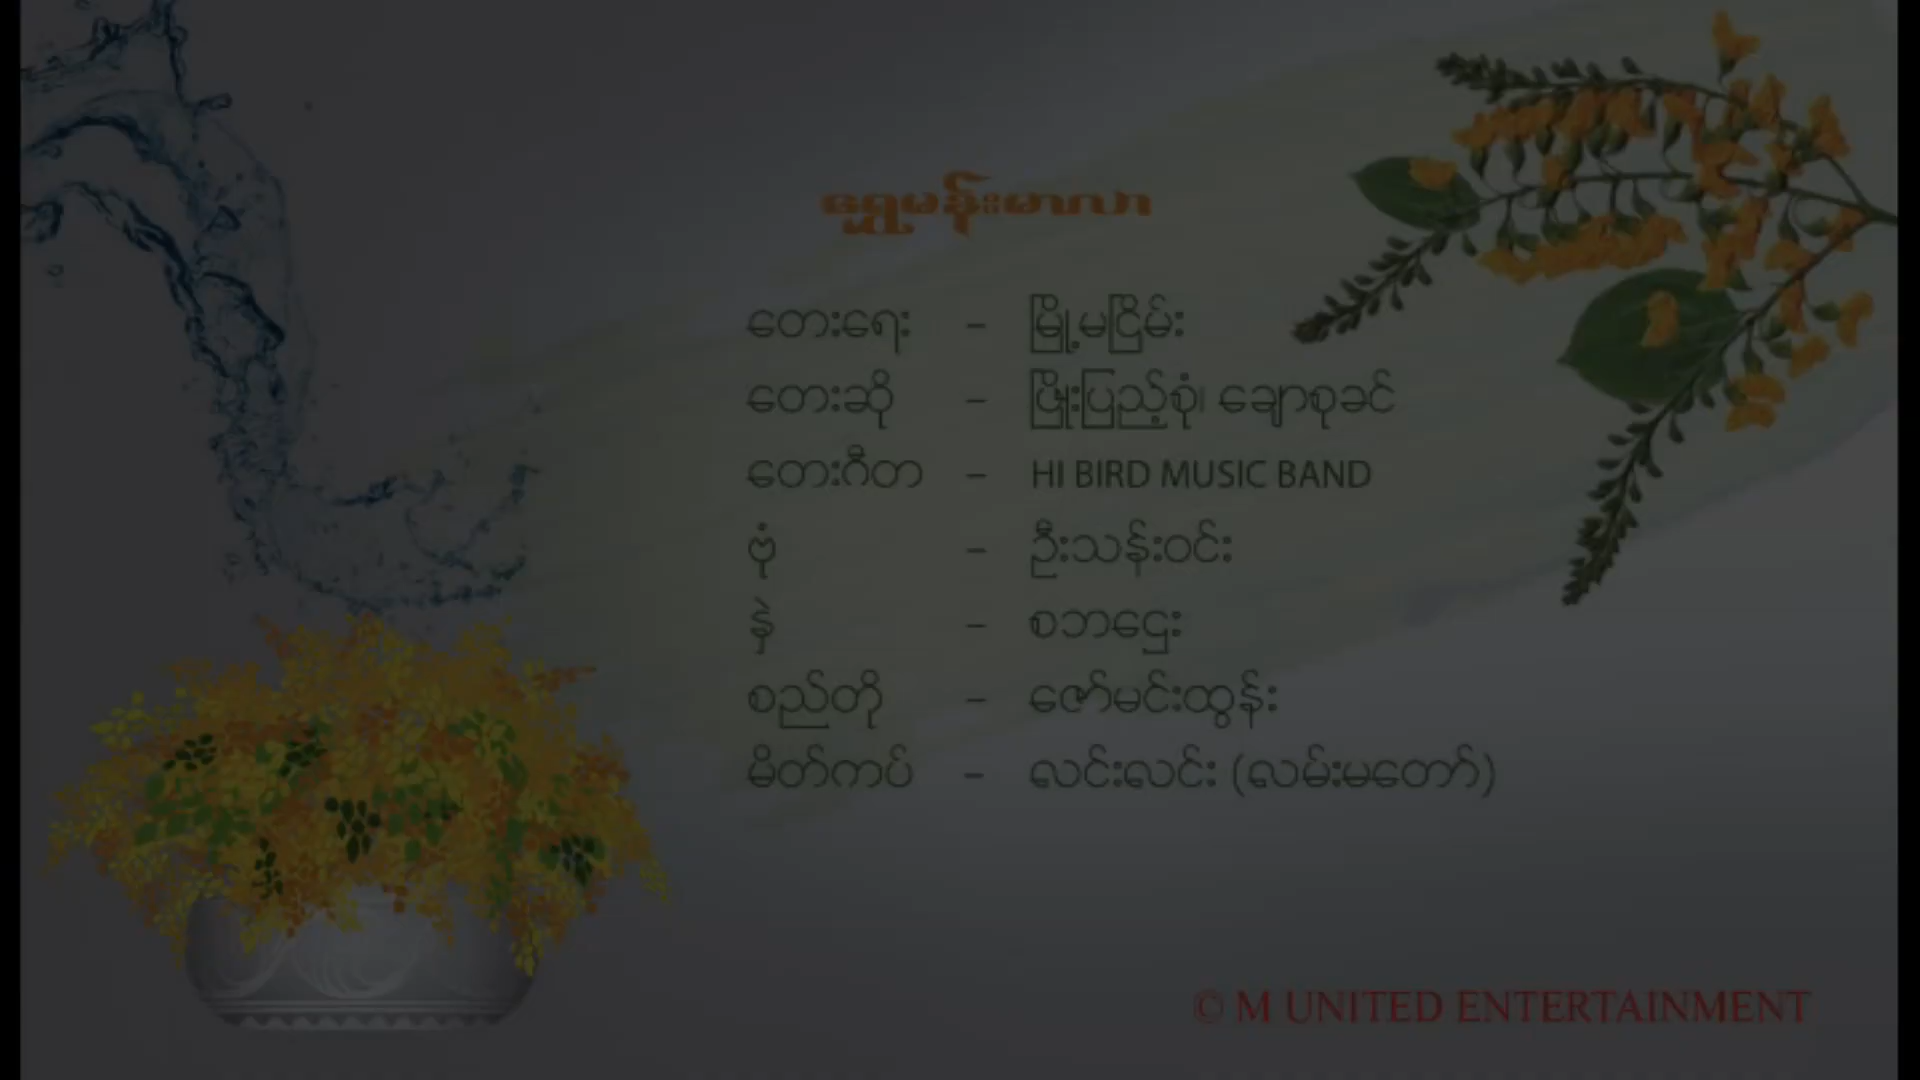 ရွှေမန်းမာလာ
တေးရေး – မြို့မငြိမ်း
တေးဆို – ဖြိုးပြည့်စုံ၊ ချောစုခင်
တေးဂီတ – HI BIRD MUSIC BAND
ဗုံ – ဦးသန်းဝင်း
နှဲ – စဘဌေး
စည်တို – ဇော်မင်းထွန်း
မိတ်ကပ် – လင်းလင်း (လမ်းမတော်)
© M UNITED ENTERTAINMENT